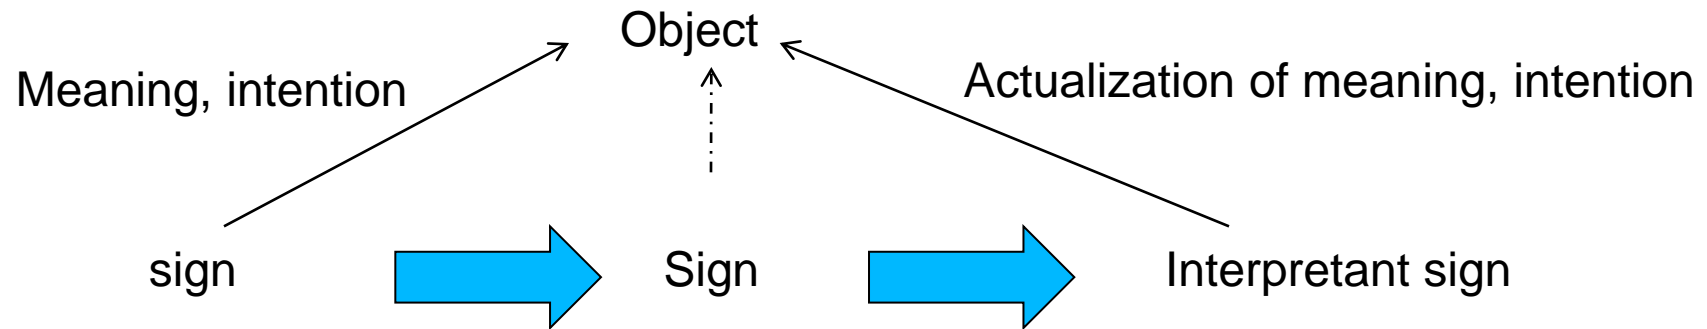 Object
Meaning, intention
Actualization of meaning, intention
sign
Sign
Interpretant sign